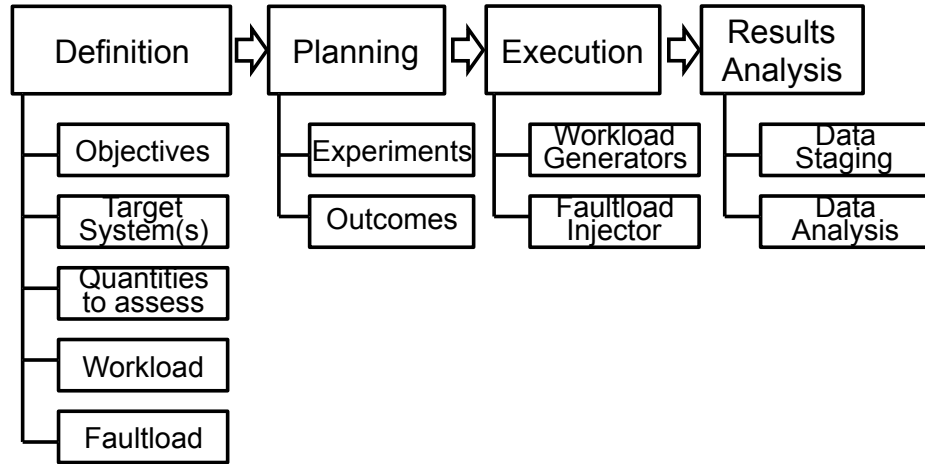 Definition
Planning
Execution
Results
Analysis
Objectives
Target
System(s)
Quantities
to assess
Workload
Faultload
Experiments
Outcomes
Workload
Generators
Faultload
Injector
Data
Staging
Data
Analysis